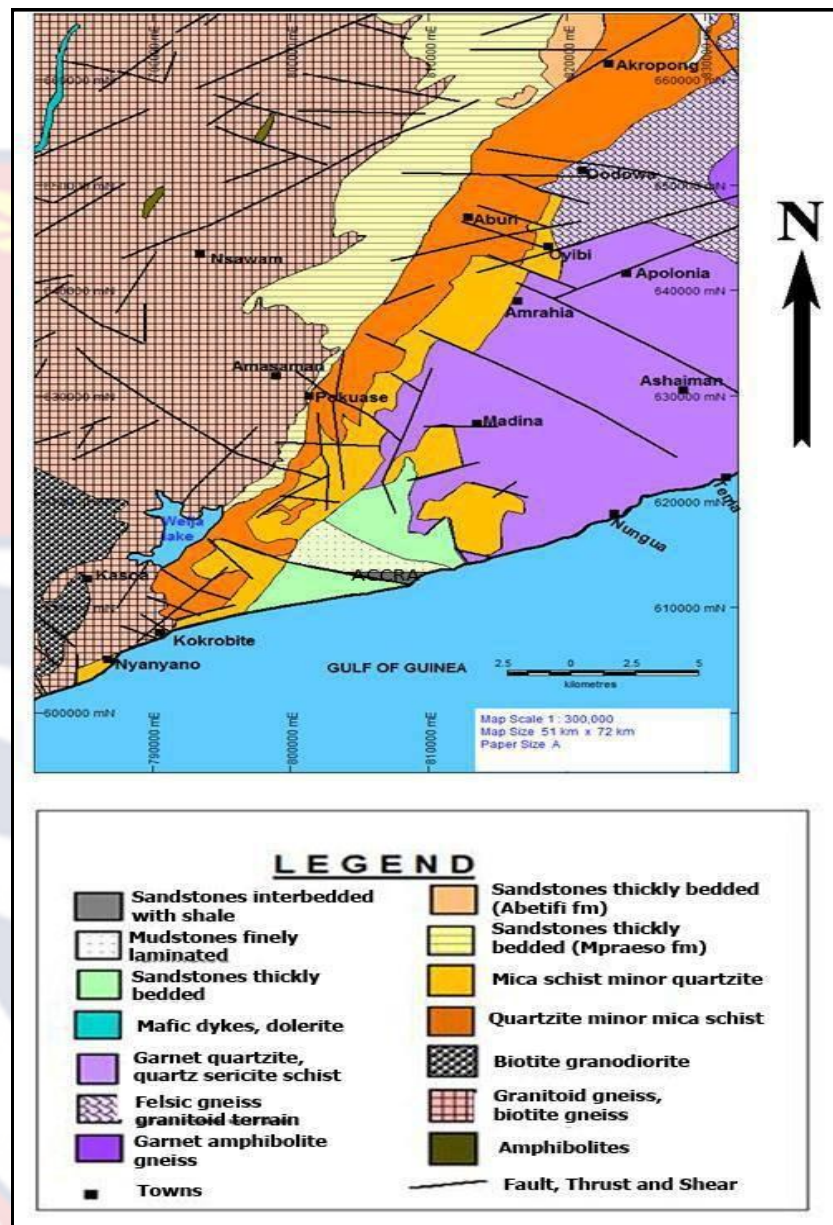 810000 mE
820000 mE
Akropong
660000 mN
Dodowa
650000 mN
Aburi
Oyibi
Nsawam
Apolonia
640000 mN
Amrahia
Amasaman
Ashaiman
Pokuase
630000 mN
Madina
620000 mN
Tema
Weija
lake
Nungua
Kasoa
ACCRA
610000 mN
Kokrobite
Nyanyano
GULF OF GUINEA
2.5 0 2.5 5
kilometres
600000 mN
790000 mE
800000 mE
810000 mE
Map Scale 1 : 300,000
Map Size 51 km x 72 km
Paper Size A
N
LEGEND
Sandstones interbedded
with shale
Mudstones finely
laminated
Sandstones thickly
bedded
Mafic dykes, dolerite
Garnet quartzite,
quartz sericite schist
Felsic gneiss
granitoid terrain
Garnet amphibolite
gneiss
Towns
Sandstones thickly bedded
(Abetifi fm)
Sandstones thickly
bedded (Mpraeso fm)
Mica schist minor quartzite
Quartzite minor mica schist
Biotite granodiorite
Granitoid gneiss,
biotite gneiss
Amphibolites
Fault, Thrust and Shear